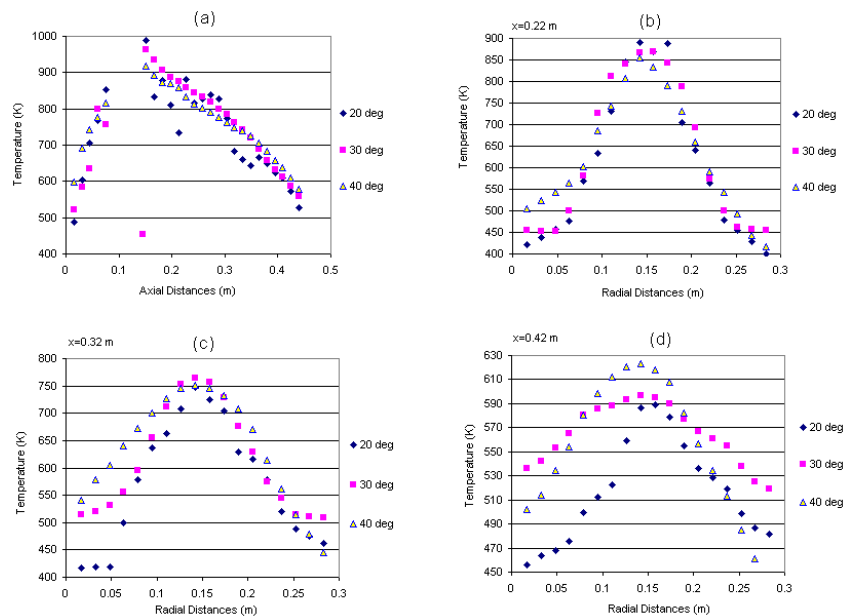 (a)
Temperature (K)
1000
900
800
700
600
500
400
0 0.1 0.2 0.3 0.4 0.5
Axial Distances (m)
20 deg
30 deg
40 deg
x=0.22 m
(b)
Temperature (K)
900
850
800
750
700
650
600
550
500
450
400
0 0.05 0.1 0.15 0.2 0.25 0.3
Radial Distances (m)
20 deg
30 deg
40 deg
x=0.32 m
(c)
Temperature (K)
800
750
700
650
600
550
500
450
400
0 0.05 0.1 0.15 0.2 0.25 0.3
Radial Distances (m)
20 deg
30 deg
40 deg
x=0.42 m
(d)
Temperature (K)
630
610
590
570
550
530
510
490
470
450
0 0.05 0.1 0.15 0.2 0.25 0.3
Radial Distances (m)
20 deg
30 deg
40 deg